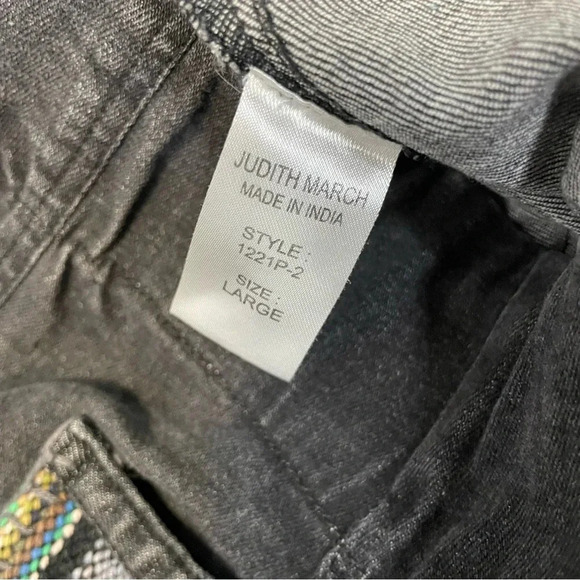 JUDITH MARCH
MADE IN INDIA
STYLE :
1221P-2
SIZE :
LARGE